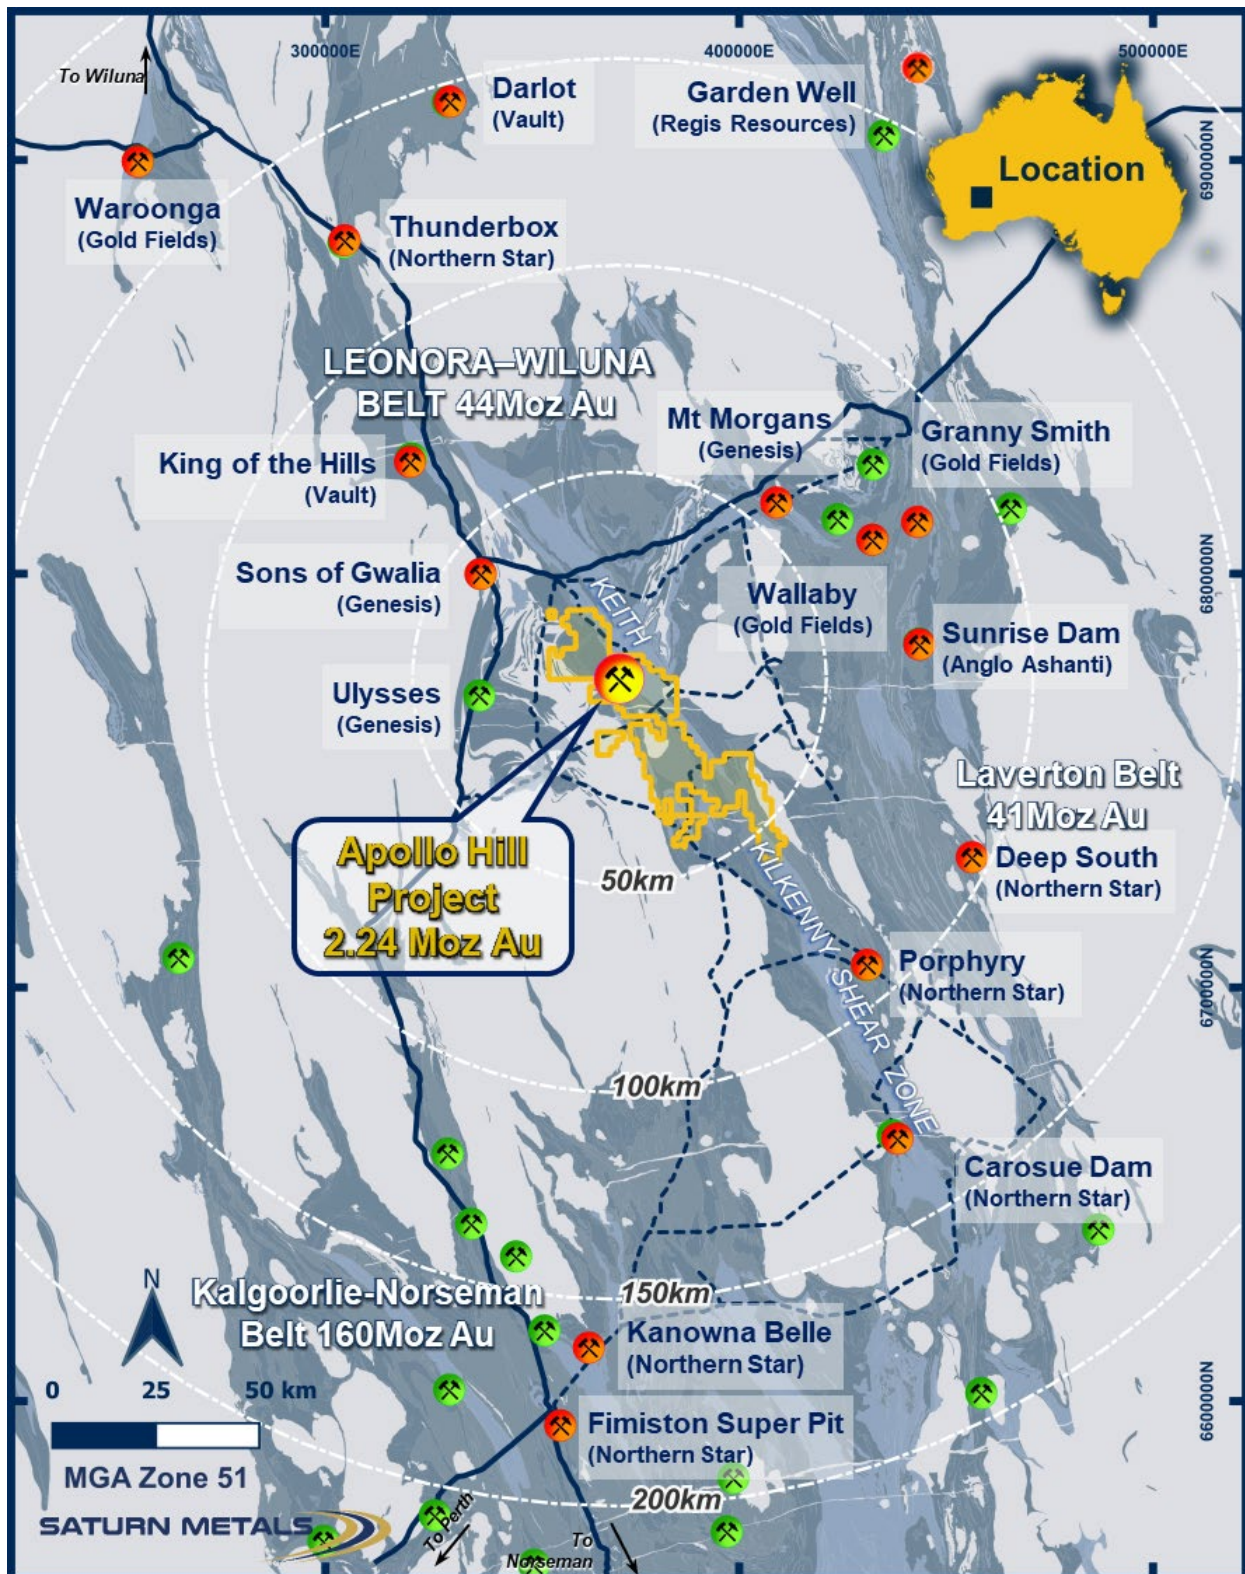 300000E
400000E
500000E
To Wiluna
Darlot
(Vault)
Garden Well
(Regis Resources)
6900000N
Location
Waroonga
(Gold Fields)
Thunderbox
(Northern Star)
LEONORA–WILUNA
BELT 44Moz Au
Mt Morgans
(Genesis)
Granny Smith
(Gold Fields)
King of the Hills
(Vault)
6800000N
Sons of Gwalia
(Genesis)
KEITH
Wallaby
(Gold Fields)
Sunrise Dam
(Anglo Ashanti)
Ulysses
(Genesis)
Laverton Belt
41Moz Au
Apollo Hill
Project
2.24 Moz Au
50km
Deep South
(Northern Star)
KILKENNY SHEAR ZONE
Porphyry
(Northern Star)
6700000N
100km
Carosue Dam
(Northern Star)
N
Kalgoorlie-Norseman
Belt 160Moz Au
150km
Kanowna Belle
(Northern Star)
0 25 50 km
6600000N
Fimiston Super Pit
(Northern Star)
MGA Zone 51
200km
SATURN METALS
To Perth
To
Norseman